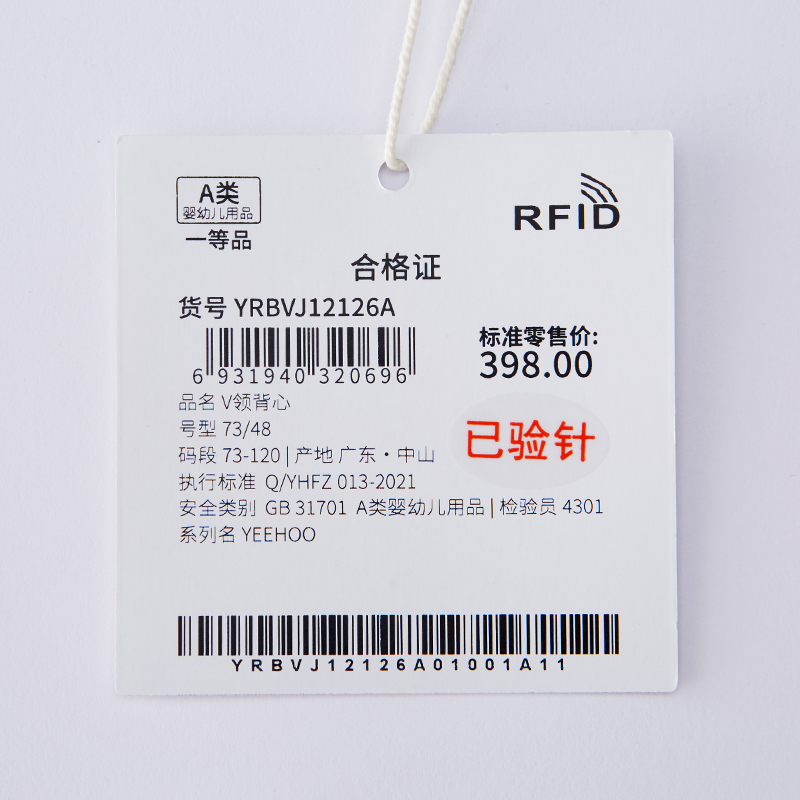 A类
婴幼儿用品
一等品
RFID
合格证
货号 YRBVJ12126A
6 931940 320696
标准零售价:
398.00
品名 V领背心
号型 73/48
码段 73-120 | 产地 广东·中山
已验针
执行标准 Q/YHFZ 013-2021
安全类别 GB 31701 A类婴幼儿用品 | 检验员 4301
系列名 YEEHOO
YRBVJ12126A01001A11